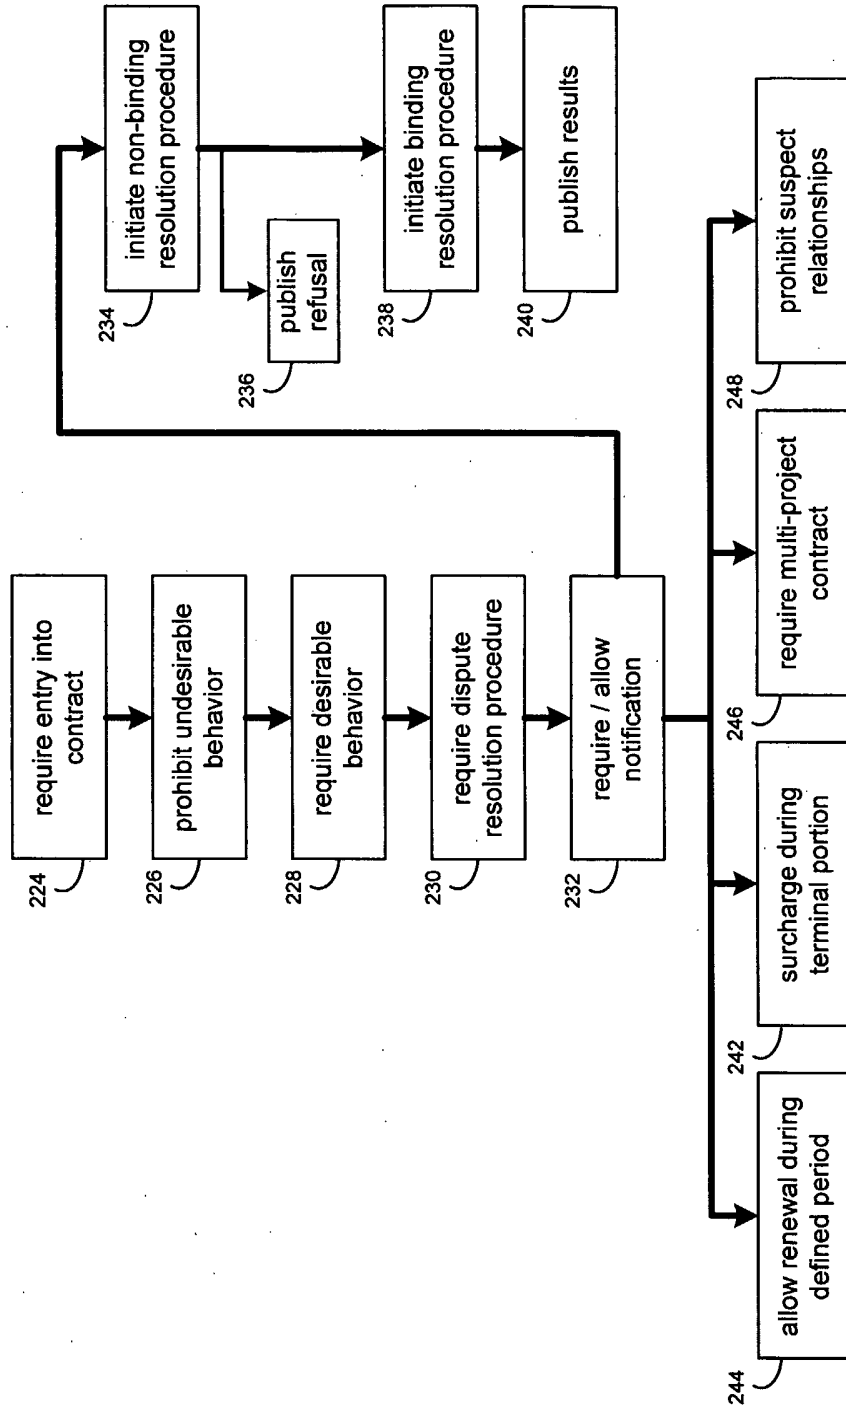 require entry into
contract
224
prohibit undesirable
behavior
226
require desirable
behavior
228
require dispute
resolution procedure
230
require / allow
notification
232
initiate non-binding
resolution procedure
234
publish
refusal
236
initiate binding
resolution procedure
238
publish results
240
allow renewal during
defined period
244
surcharge during
terminal portion
242
require multi-project
contract
246
prohibit suspect
relationships
248